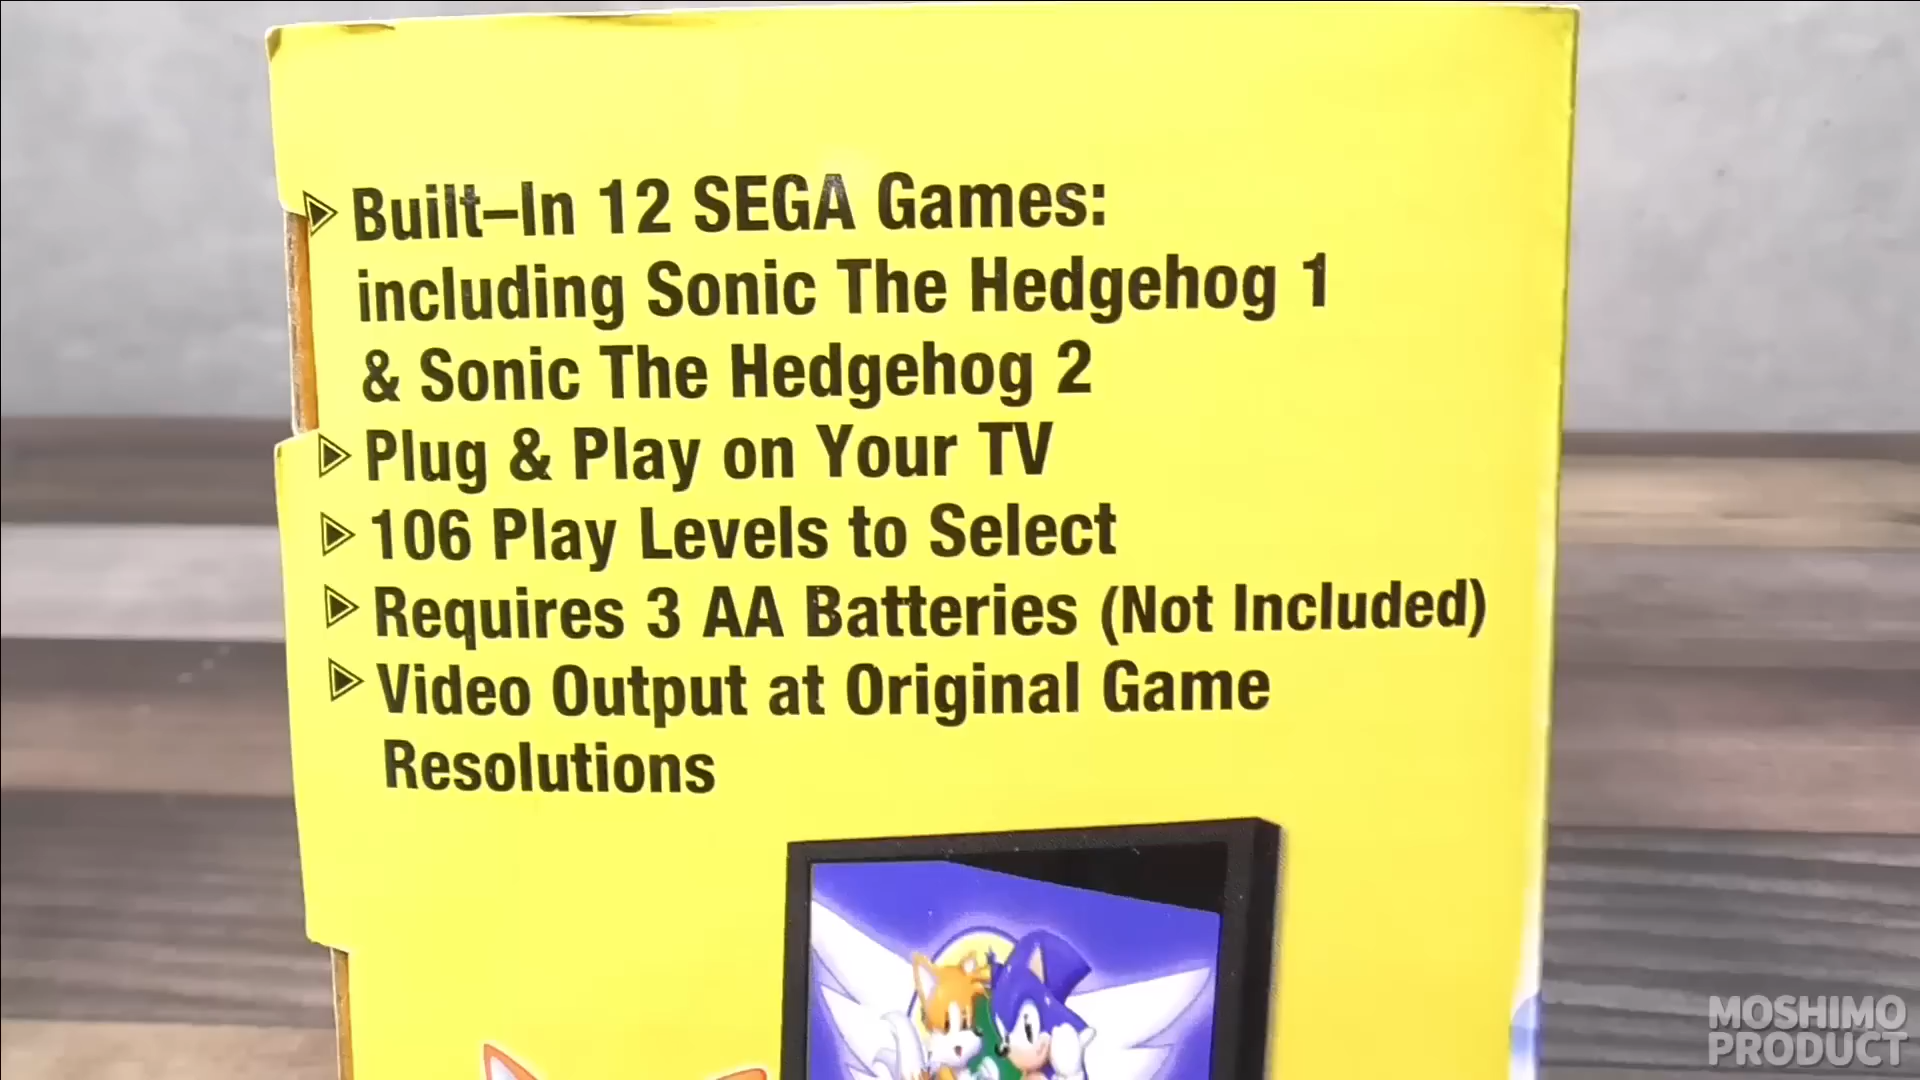 Built–In 12 SEGA Games:
including Sonic The Hedgehog 1
& Sonic The Hedgehog 2
Plug & Play on Your TV
106 Play Levels to Select
Requires 3 AA Batteries (Not Included)
Video Output at Original Game
Resolutions
MOSHIMO
PRODUCT